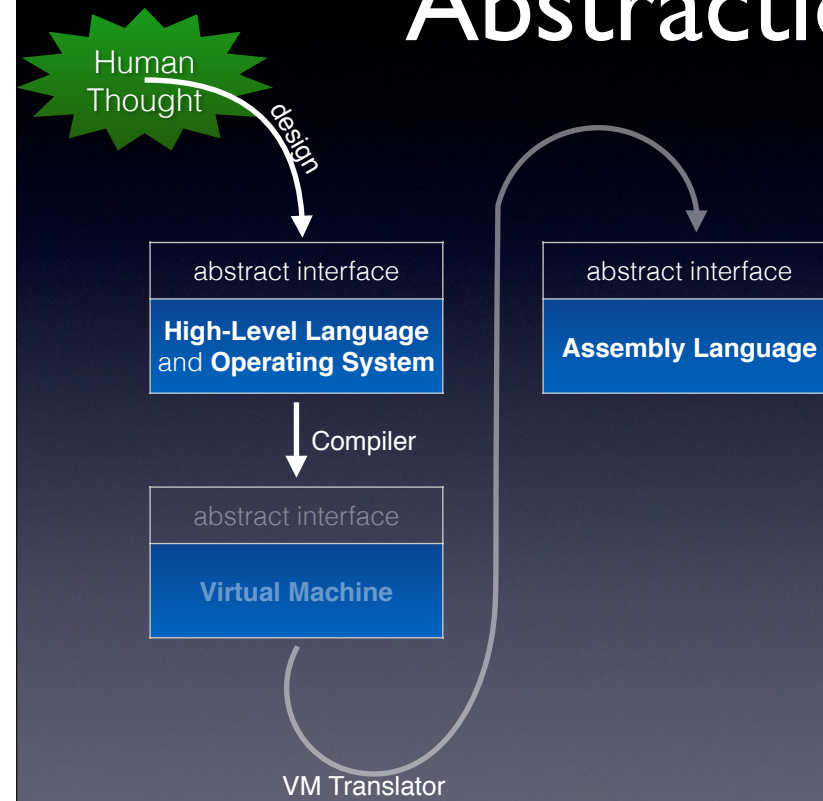 Abstractio
Human
Thought
design
abstract interface
High-Level Language
and Operating System
Compiler
abstract interface
Virtual Machine
VM Translator
abstract interface
Assembly Language